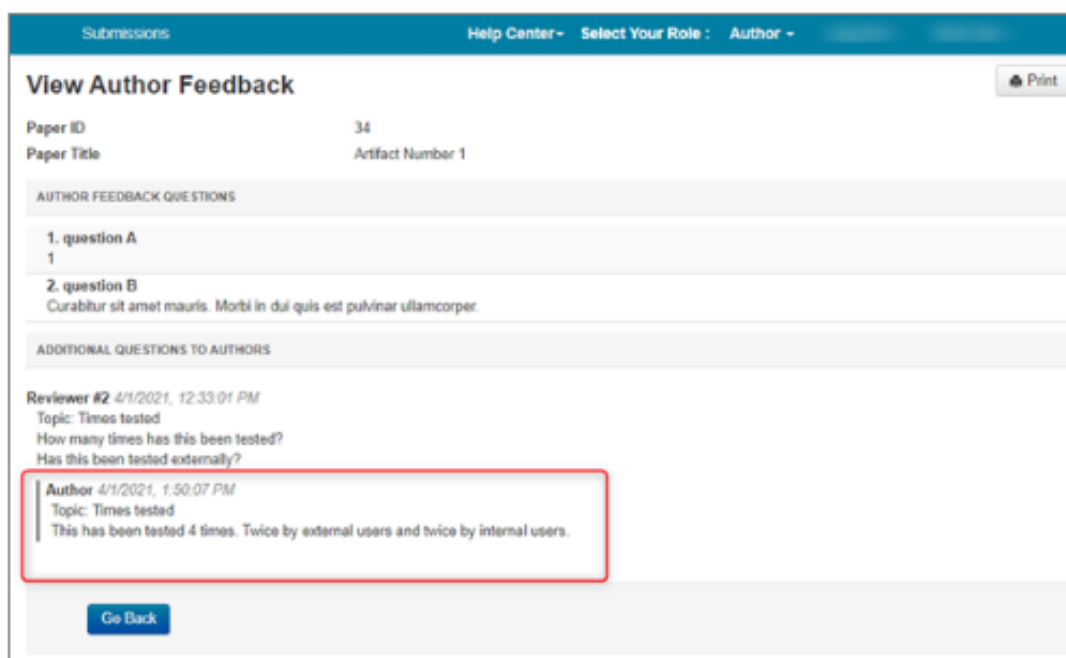 Submissions Help Center Select Your Role : Author
View Author Feedback
Print
Paper ID 34
Paper Title Artifact Number 1
AUTHOR FEEDBACK QUESTIONS
1. question A
1
2. question B
Curabitur sit amet mauris. Morbi in dui quis est pulvinar ullamcorper.
ADDITIONAL QUESTIONS TO AUTHORS
Reviewer #2 4/1/2021, 12:33:01 PM
Topic: Times tested
How many times has this been tested?
Has this been tested externally?
Author 4/1/2021, 1:50:07 PM
Topic: Times tested
This has been tested 4 times. Twice by external users and twice by internal users.
Go Back